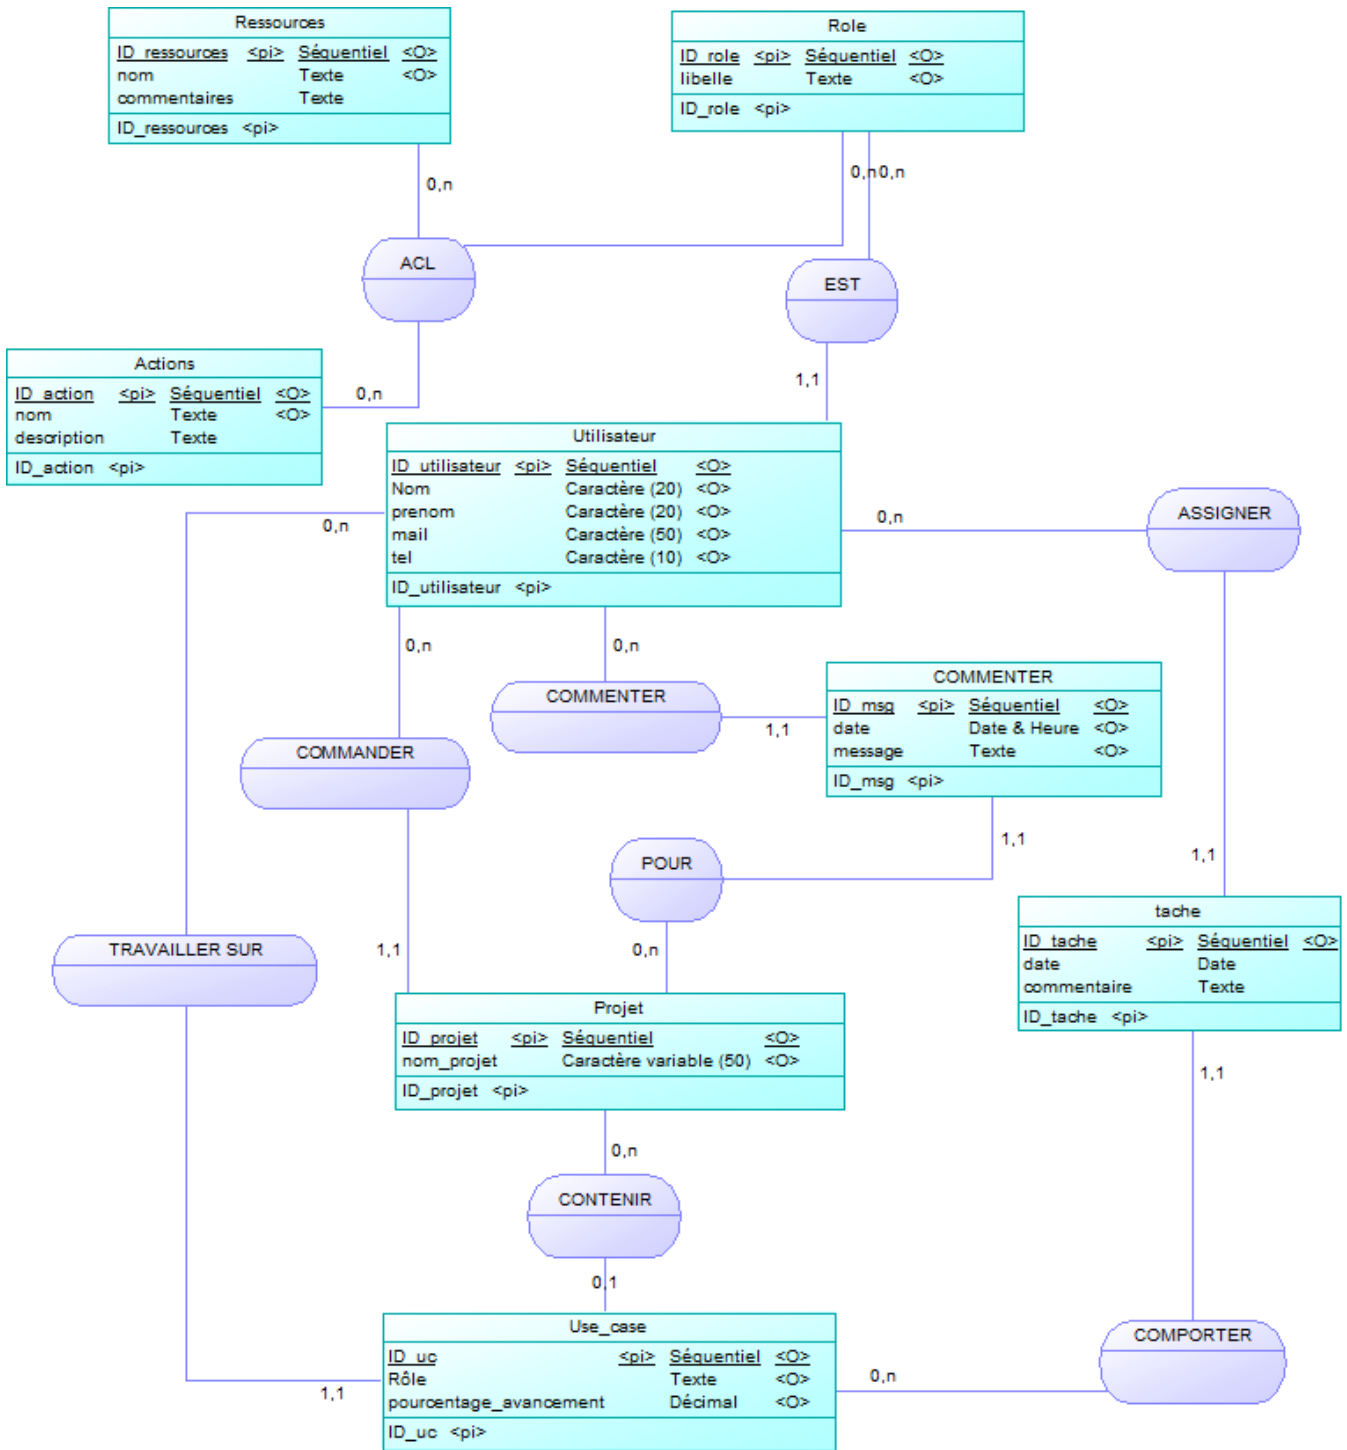 Ressources
ID_ressources <pi> Séquentiel <O>
nom Texte <O>
commentaires Texte
ID_ressources <pi>
Role
ID_role <pi> Séquentiel <O>
libelle Texte <O>
ID_role <pi>
0,n
0,n
0,n
ACL
EST
Actions
ID_action <pi> Séquentiel <O>
nom Texte <O>
description Texte
ID_action <pi>
0,n
1,1
Utilisateur
ID_utilisateur <pi> Séquentiel <O>
Nom Caractère (20) <O>
prenom Caractère (20) <O>
mail Caractère (50) <O>
tel Caractère (10) <O>
ID_utilisateur <pi>
0,n
0,n
ASSIGNER
0,n
0,n
COMMENTER
1,1
COMMENTER
ID_msg <pi> Séquentiel <O>
date Date & Heure <O>
message Texte <O>
ID_msg <pi>
COMMANDER
1,1
POUR
1,1
TRAVAILLER SUR
1,1
0,n
tache
ID_tache <pi> Séquentiel <O>
date Date
commentaire Texte
ID_tache <pi>
Projet
ID_projet <pi> Séquentiel <O>
nom_projet Caractère variable (50) <O>
ID_projet <pi>
1,1
0,n
CONTENIR
0,1
Use_case
ID_uc <pi> Séquentiel <O>
Rôle Texte <O>
pourcentage_avancement Décimal <O>
ID_uc <pi>
1,1
0,n
COMPORTER